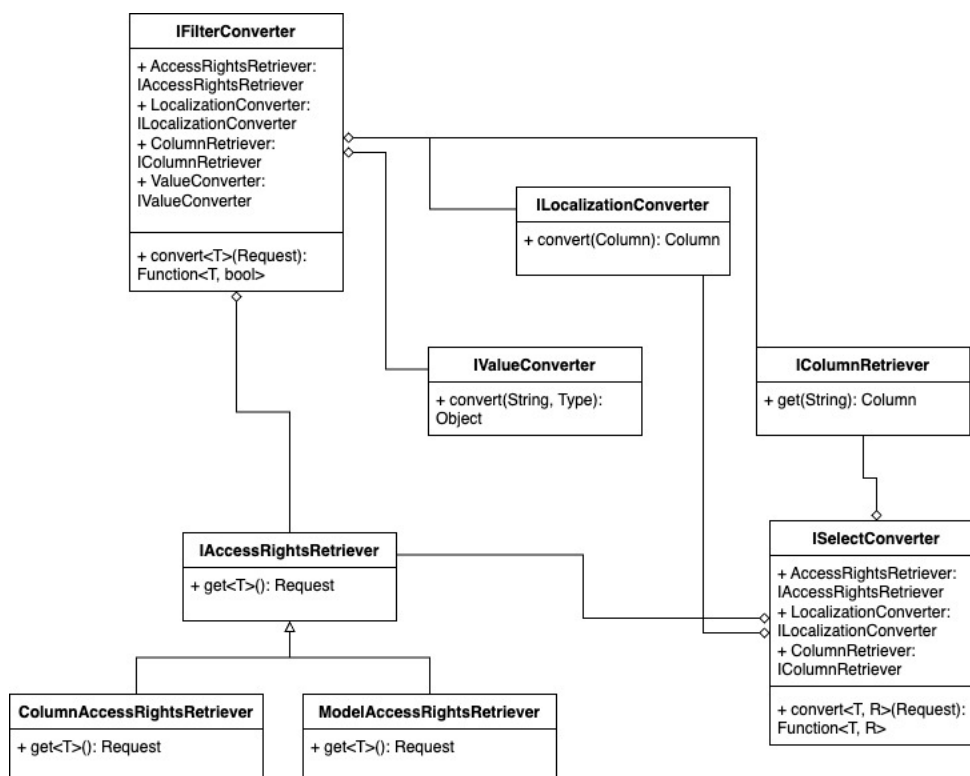 IFilterConverter
+ AccessRightsRetriever:
IAccessRightsRetriever
+ LocalizationConverter:
ILocalizationConverter
+ ColumnRetriever:
IColumnRetriever
+ ValueConverter:
IValueConverter
+ convert<T>(Request):
Function<T, bool>
ILocalizationConverter
+ convert(Column): Column
IValueConverter
+ convert(String, Type):
Object
IColumnRetriever
+ get(String): Column
IAccessRightsRetriever
+ get<T>(): Request
ISelectConverter
+ AccessRightsRetriever:
IAccessRightsRetriever
+ LocalizationConverter:
ILocalizationConverter
+ ColumnRetriever:
IColumnRetriever
+ convert<T, R>(Request):
Function<T, R>
ColumnAccessRightsRetriever
+ get<T>(): Request
ModelAccessRightsRetriever
+ get<T>(): Request